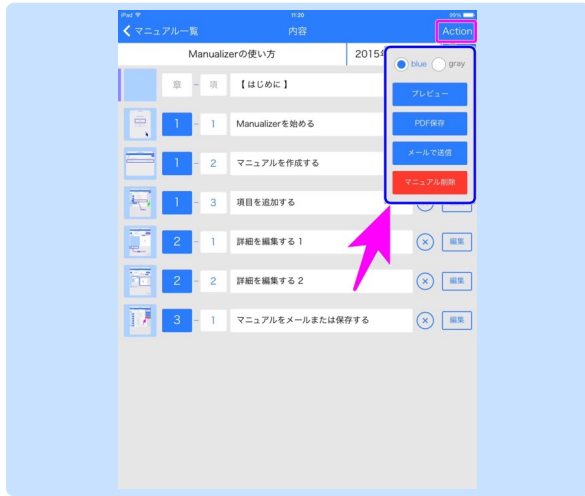 iPad 11:20 99%
マニュアル一覧 内容 Action
Manualizerの使い方 2015
blue gray
章 - 項 【はじめに】
プレビュー
1 - 1 Manualizerを始める
PDF保存
メールで送信
1 - 2 マニュアルを作成する
マニュアル削除
1 - 3 項目を追加する
2 - 1 詳細を編集する 1 編集
2 - 2 詳細を編集する 2 編集
3 - 1 マニュアルをメールまたは保存する 編集